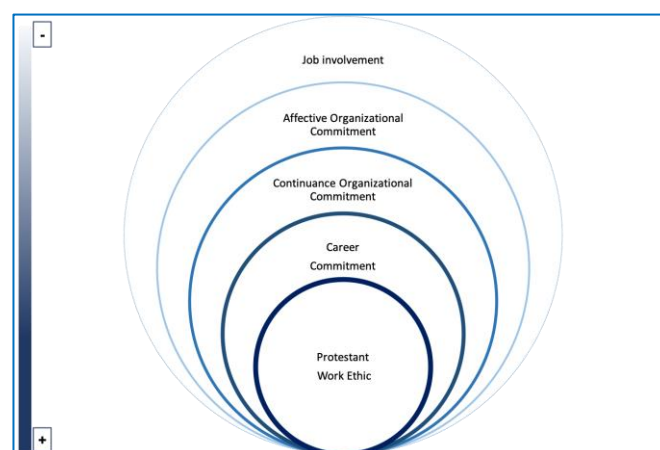 -
Job involvement
Affective Organizational
Commitment
Continuance Organizational
Commitment
Career
Commitment
Protestant
Work Ethic
+